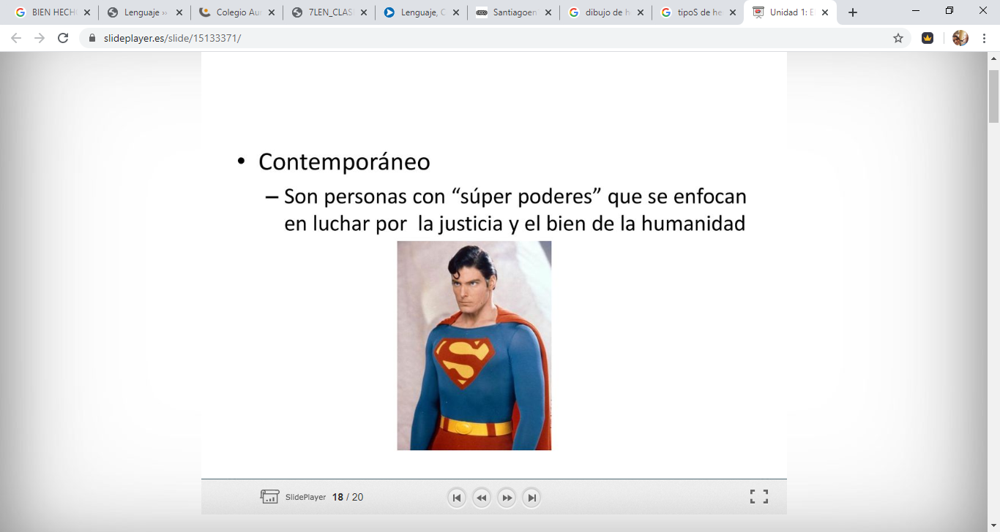 BIEN HECH
Lenguaje ››
Colegio Au
7LEN_CLAS
Lenguaje, C
Santiagoen
dibujo de h
tipoS de he
Unidad 1: E
slideplayer.es/slide/15133371/
• Contemporáneo
– Son personas con “súper poderes” que se enfocan
en luchar por la justicia y el bien de la humanidad
SlidePlayer 18 / 20